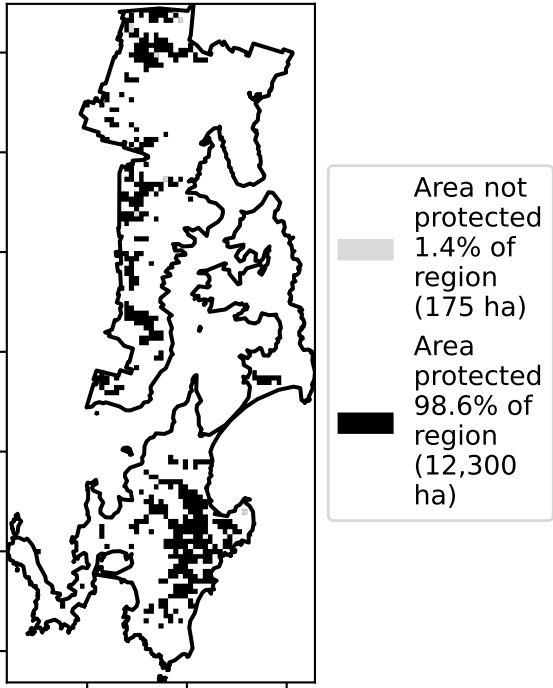 Area not
protected
1.4% of
region
(175 ha)
Area
protected
98.6% of
region
(12,300
ha)